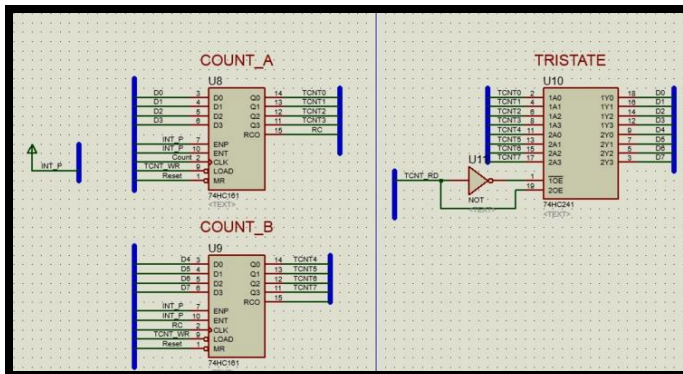 COUNT_A
U8
D0 3 D0 Q0 14 TCNT0
D1 4 D1 Q1 13 TCNT1
D2 5 D2 Q2 12 TCNT2
D3 6 D3 Q3 11 TCNT3
RCO 15 RC
INT_P 7 ENP
INT_P 10 ENT
Count 2 CLK
TCNT_WR 9 LOAD
Reset 1 MR
74HC161
<TEXT>
INT_P
COUNT_B
U9
D4 3 D0 Q0 14 TCNT4
D5 4 D1 Q1 13 TCNT5
D6 5 D2 Q2 12 TCNT6
D7 6 D3 Q3 11 TCNT7
RCO 15
INT_P 7 ENP
INT_P 10 ENT
RC 2 CLK
TCNT_WR 9 LOAD
Reset 1 MR
74HC161
TRISTATE
U10
TCNT0 2 1A0 1Y0 18 D0
TCNT1 4 1A1 1Y1 16 D1
TCNT2 6 1A2 1Y2 14 D2
TCNT3 8 1A3 1Y3 12 D3
TCNT4 11 2A0 2Y0 9 D4
TCNT5 13 2A1 2Y1 7 D5
TCNT6 15 2A2 2Y2 5 D6
TCNT7 17 2A3 2Y3 3 D7
1 1OE
19 2OE
74HC241
<TEXT>
TCNT_RD
NOT
<TEXT>